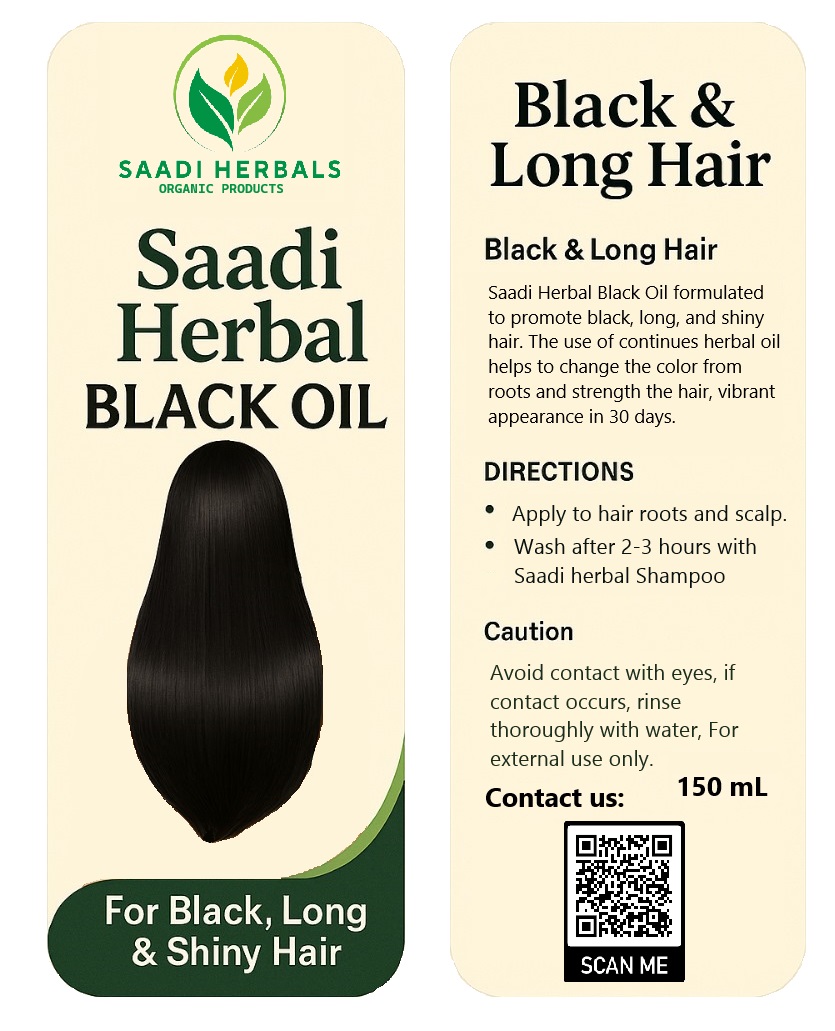 SAADI HERBALS
ORGANIC PRODUCTS
Saadi
Herbal
BLACK OIL
For Black, Long
& Shiny Hair
Black &
Long Hair
Black & Long Hair
Saadi Herbal Black Oil formulated
to promote black, long, and shiny
hair. The use of continues herbal oil
helps to change the color from
roots and strength the hair, vibrant
appearance in 30 days.
DIRECTIONS
• Apply to hair roots and scalp.
• Wash after 2-3 hours with
Saadi herbal Shampoo
Caution
Avoid contact with eyes, if
contact occurs, rinse
thoroughly with water, For
external use only.
Contact us:
150 mL
SCAN ME